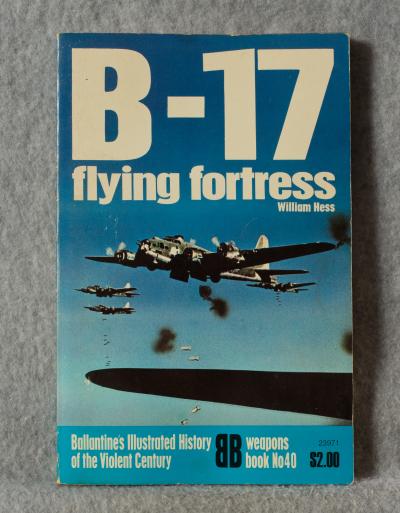 B-17
flying fortress
William Hess
Ballantine's Illustrated History
of the Violent Century
BB
weapons
book No40
23971
$2.00